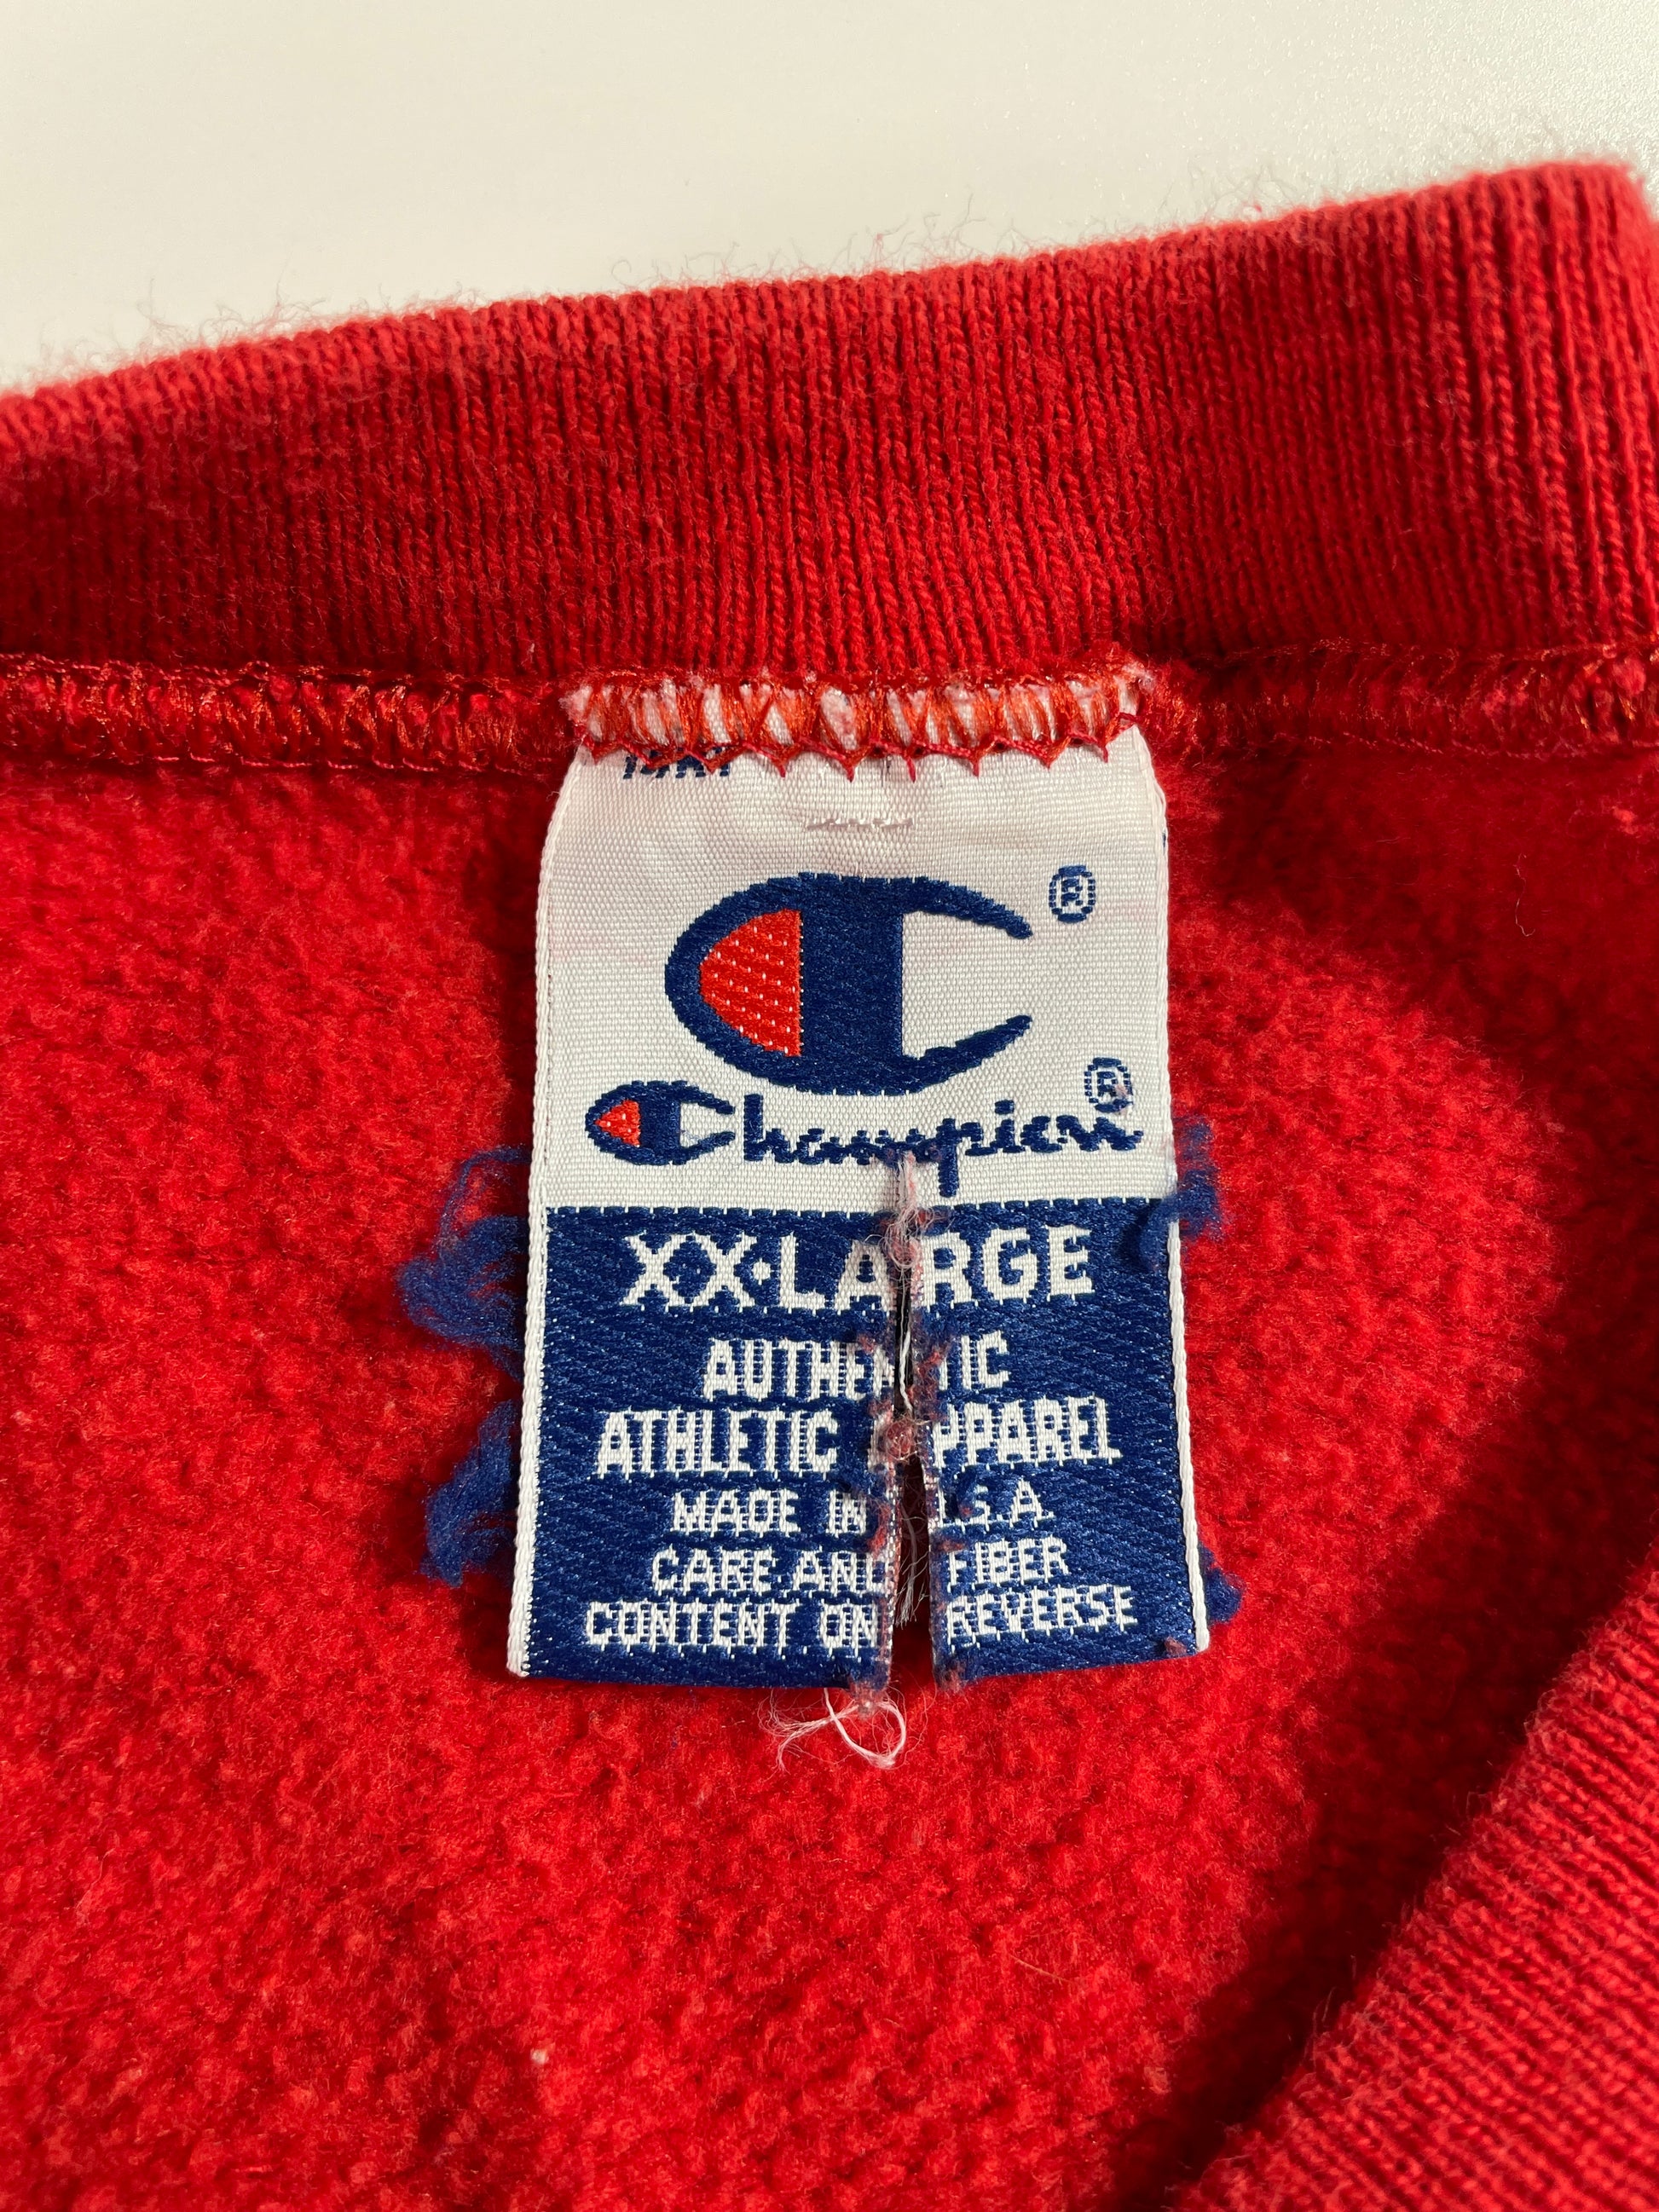 ®
Champion®
XX·LARGE
AUTHENTIC
ATHLETIC APPAREL
MADE IN U.S.A.
CARE AND FIBER
CONTENT ON REVERSE